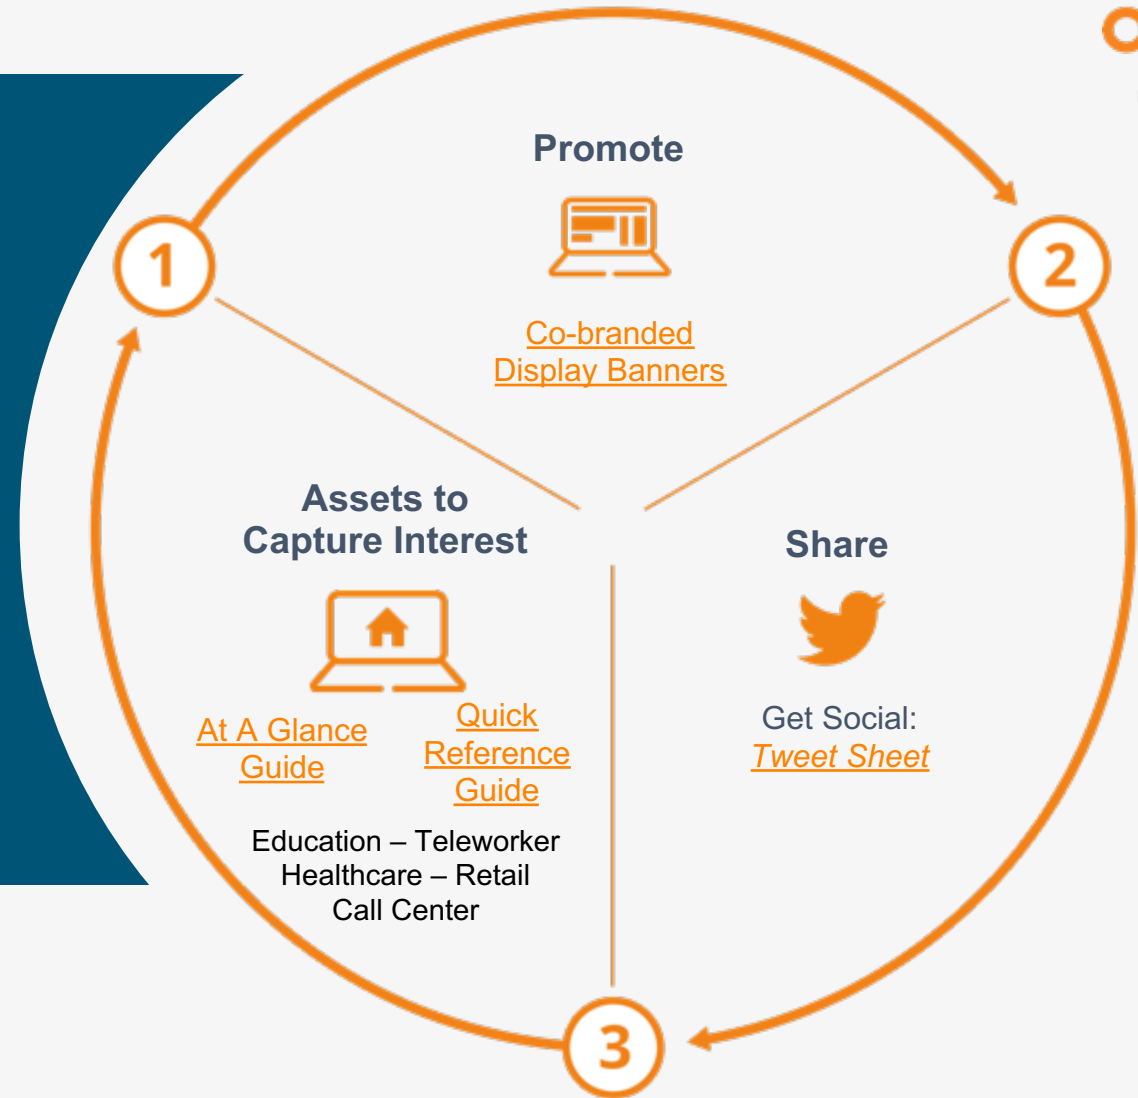 Promote
1
2
Co-branded
Display Banners
Assets to
Capture Interest
At A Glance
Guide
Quick
Reference
Guide
Education – Teleworker
Healthcare – Retail
Call Center
Share
Get Social:
Tweet Sheet
3